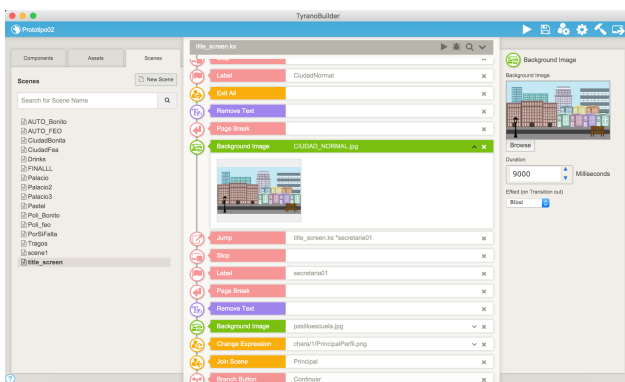 TyranoBuilder
Prototipo02
Components Assets Scenes
Scenes
New Scene
Search for Scene Name
AUTO_Bonito
AUTO_FEO
CiudadBonita
CiudadFea
Drinks
FINALLL
Palacio
Palacio2
Palacio3
Pastel
Poli_Bonito
Poli_feo
PorSiFalta
Tragos
scene1
title_screen
title_screen.ks
Stop
Label CiudadNormal
Exit All
Remove Text
Page Break
Background Image CIUDAD_NORMAL.jpg
Jump title_screen.ks *secretaria01
Stop
Label secretaria01
Page Break
Remove Text
Background Image pasilloescuela.jpg
Change Expression chara/1/PrincipalPerfil.png
Join Scene Principal
Branch Button Continuar
Background Image
Background Image
Browse
Duration
9000 Milliseconds
Effect (on Transition out)
Blind